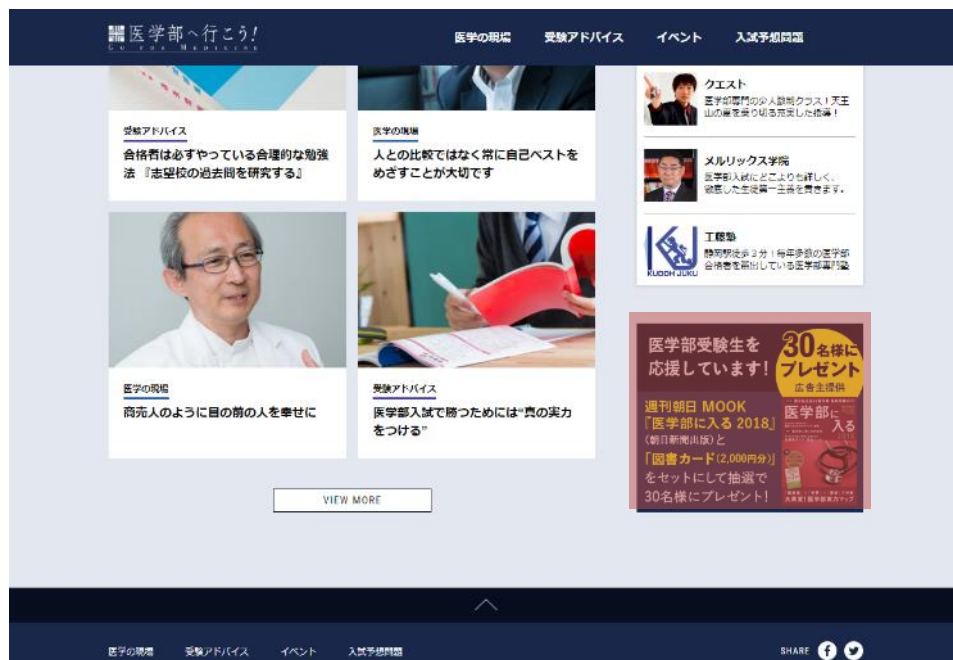 医学部へ行こう!
Go for Medicine
医学の現場 受験アドバイス イベント 入試予想問題
受験アドバイス
合格者は必ずやっている合理的な勉強
法 『志望校の過去問を研究する』
医学の現場
人との比較ではなく常に自己ベストを
めざすことが大切です
クエスト
医学部専門の少人数制クラス!天王
山の夏を乗り切る充実した指導!
メルリックス学院
医学部入試にどこよりも詳しく、
徹底した生徒第一主義を貫きます。
KUDOH JUKU
工藤塾
静岡駅徒歩3分!毎年多数の医学部
合格者を輩出している医学部専門塾
医学の現場
商売人のように目の前の人を幸せに
受験アドバイス
医学部入試で勝つためには“真の実力
をつける”
医学部受験生を
応援しています!
30名様に
プレゼント
広告主提供
週刊朝日 MOOK
『医学部に入る 2018』
(朝日新聞出版)と
「図書カード(2,000円分)」
をセットにして抽選で
30名様にプレゼント!
医学部に
入る
2018
VIEW MORE
医学の現場 受験アドバイス イベント 入試予想問題
SHARE